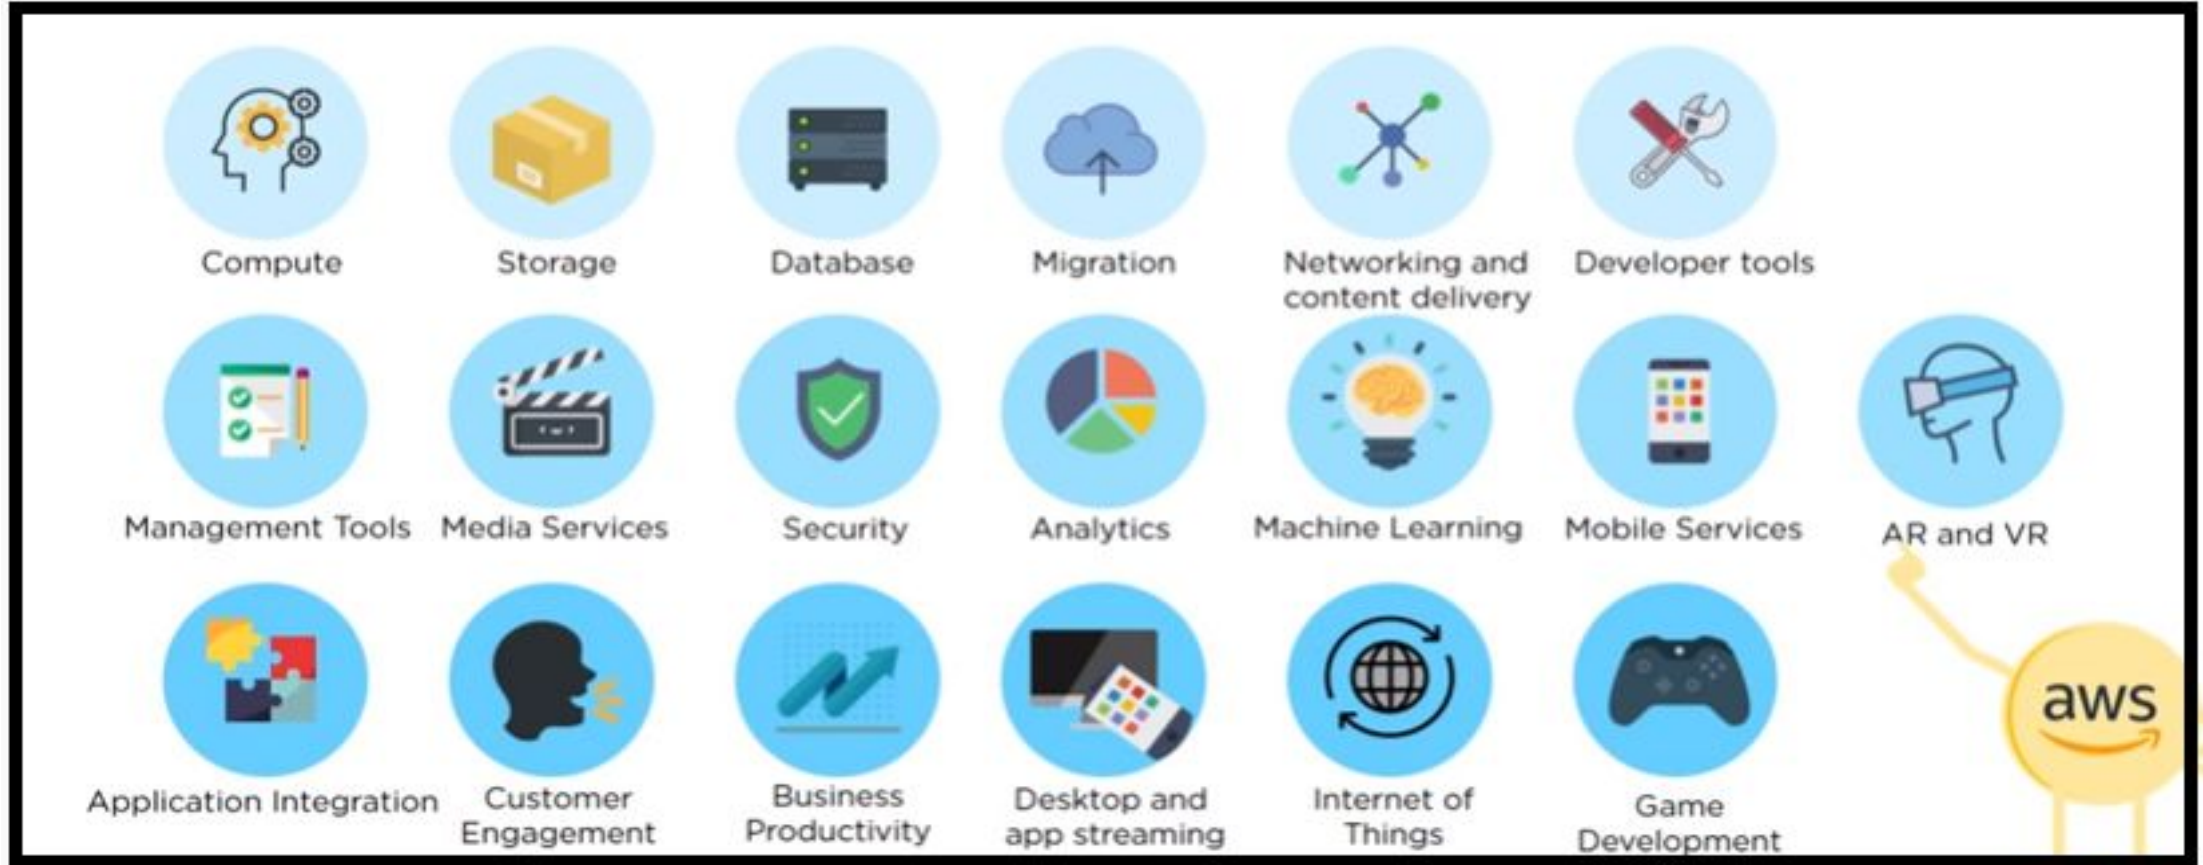 Compute
Storage
Database
Migration
Networking and
content delivery
Developer tools
Management Tools
Media Services
Security
Analytics
Machine Learning
Mobile Services
AR and VR
Application Integration
Customer
Engagement
Business
Productivity
Desktop and
app streaming
Internet of
Things
Game
Development
aws